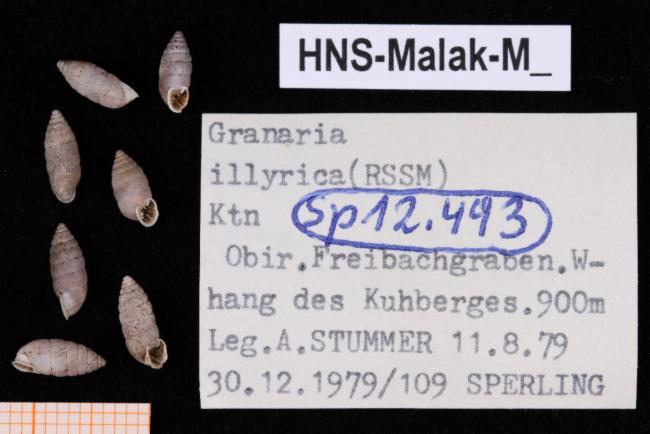 HNS-Malak-M_
Granaria
illyrica(RSSM)
Ktn Sp12.493
Obir.Freibachgraben.W-
hang des Kuhberges.900m
Leg.A.STUMMER 11.8.79
30.12.1979/109 SPERLING